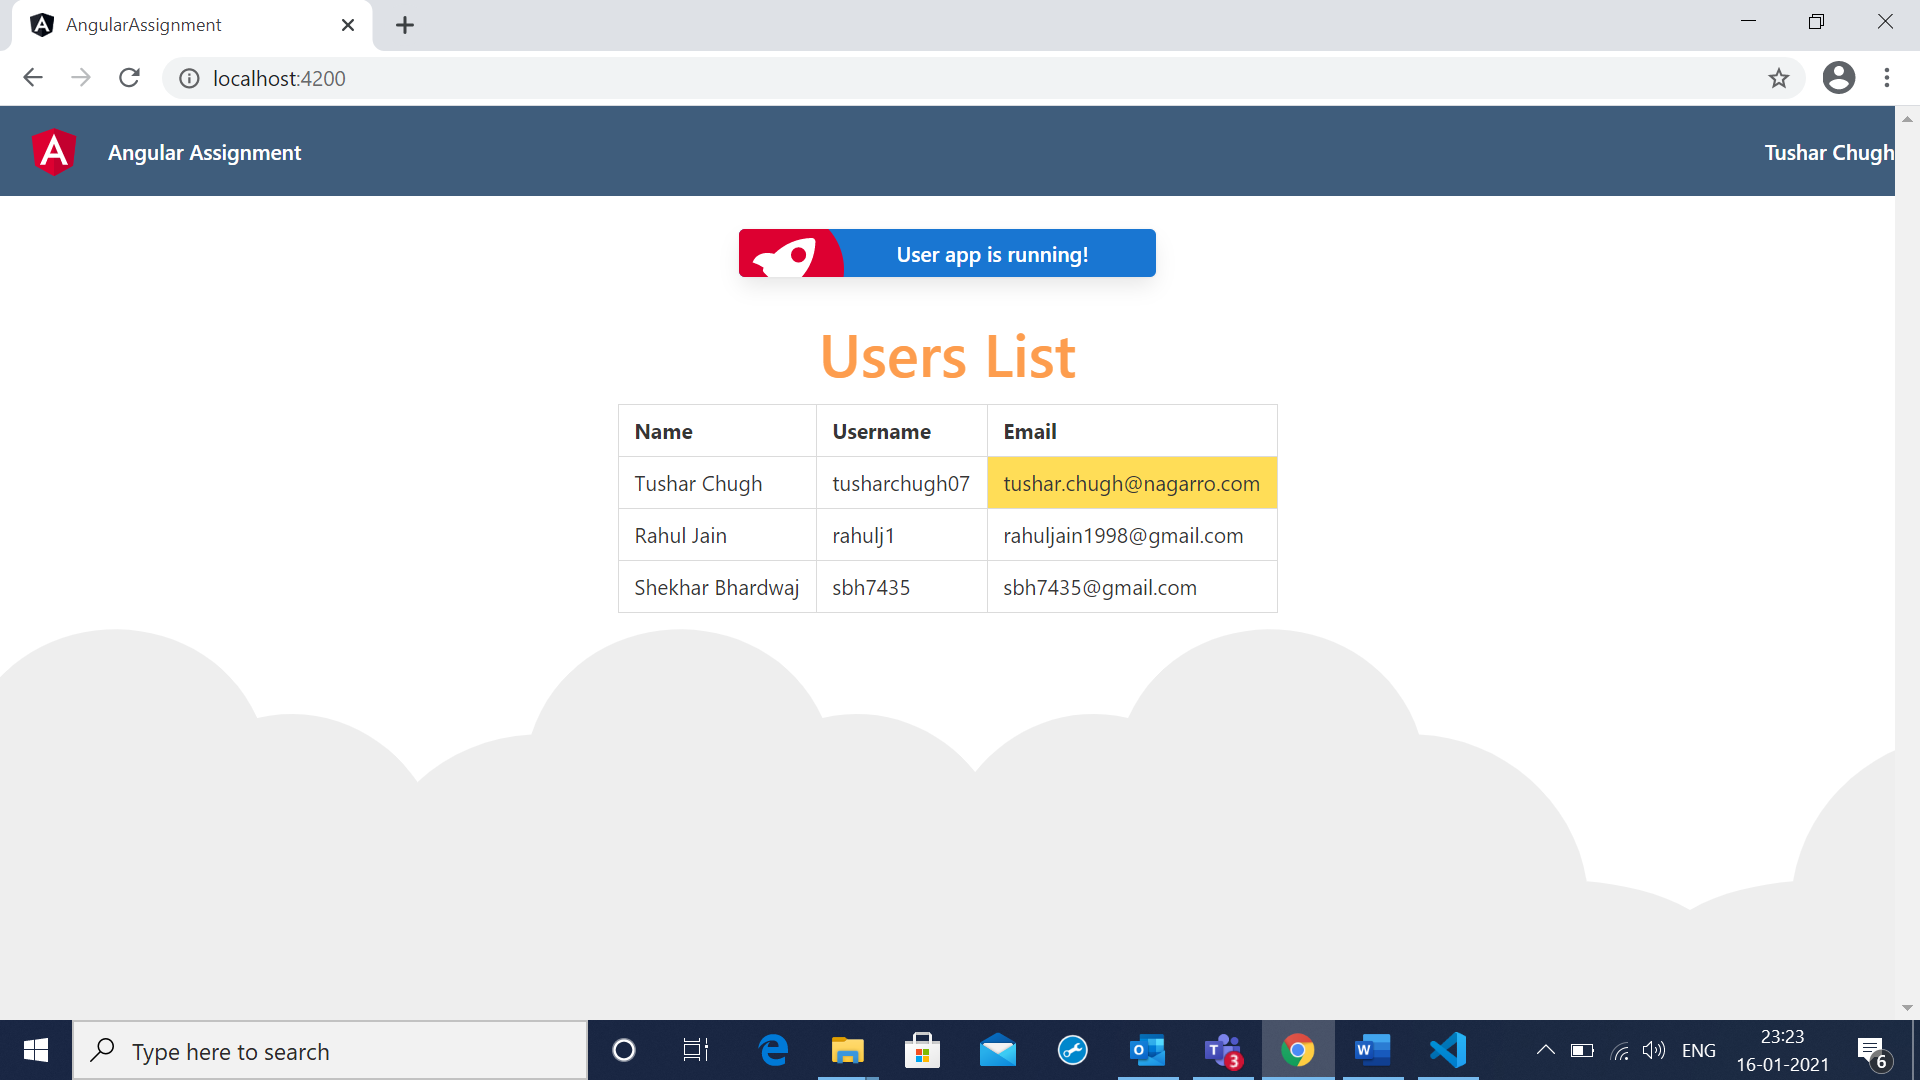 AngularAssignment
localhost:4200
Angular Assignment
Tushar Chugh
User app is running!
Users List
Name Username Email
Tushar Chugh tusharchugh07 tushar.chugh@nagarro.com
Rahul Jain rahulj1 rahuljain1998@gmail.com
Shekhar Bhardwaj sbh7435 sbh7435@gmail.com
Type here to search
3
ENG
23:23
16-01-2021
6